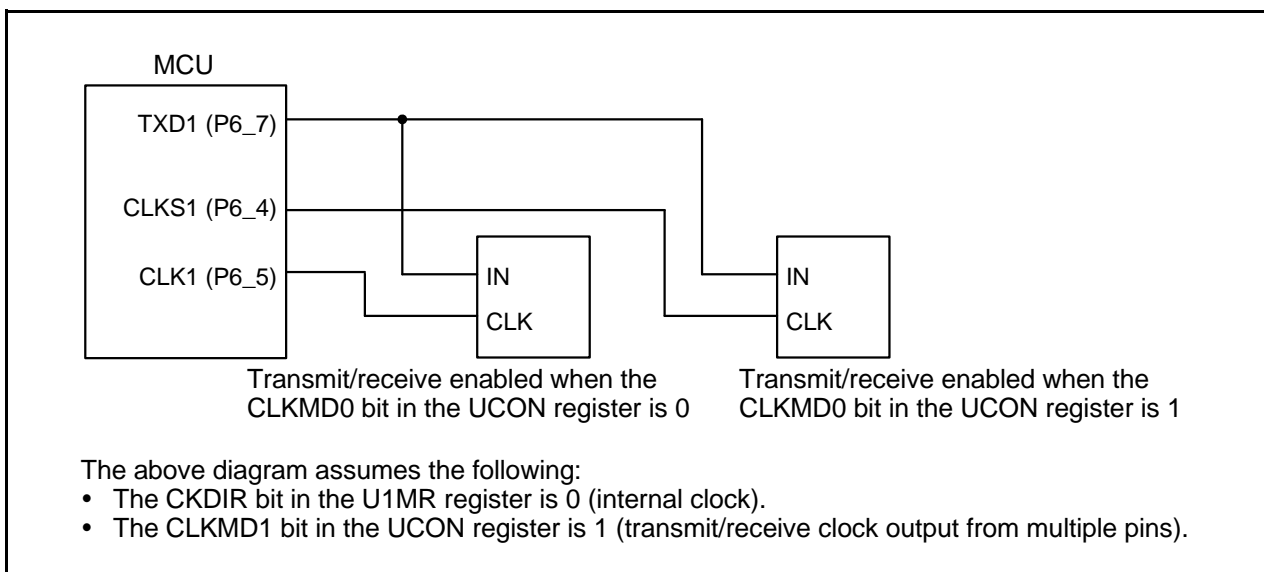 MCU
TXD1 (P6_7)
CLKS1 (P6_4)
CLK1 (P6_5)
IN
CLK
IN
CLK
Transmit/receive enabled when the
CLKMD0 bit in the UCON register is 0
Transmit/receive enabled when the
CLKMD0 bit in the UCON register is 1
The above diagram assumes the following:
• The CKDIR bit in the U1MR register is 0 (internal clock).
• The CLKMD1 bit in the UCON register is 1 (transmit/receive clock output from multiple pins).